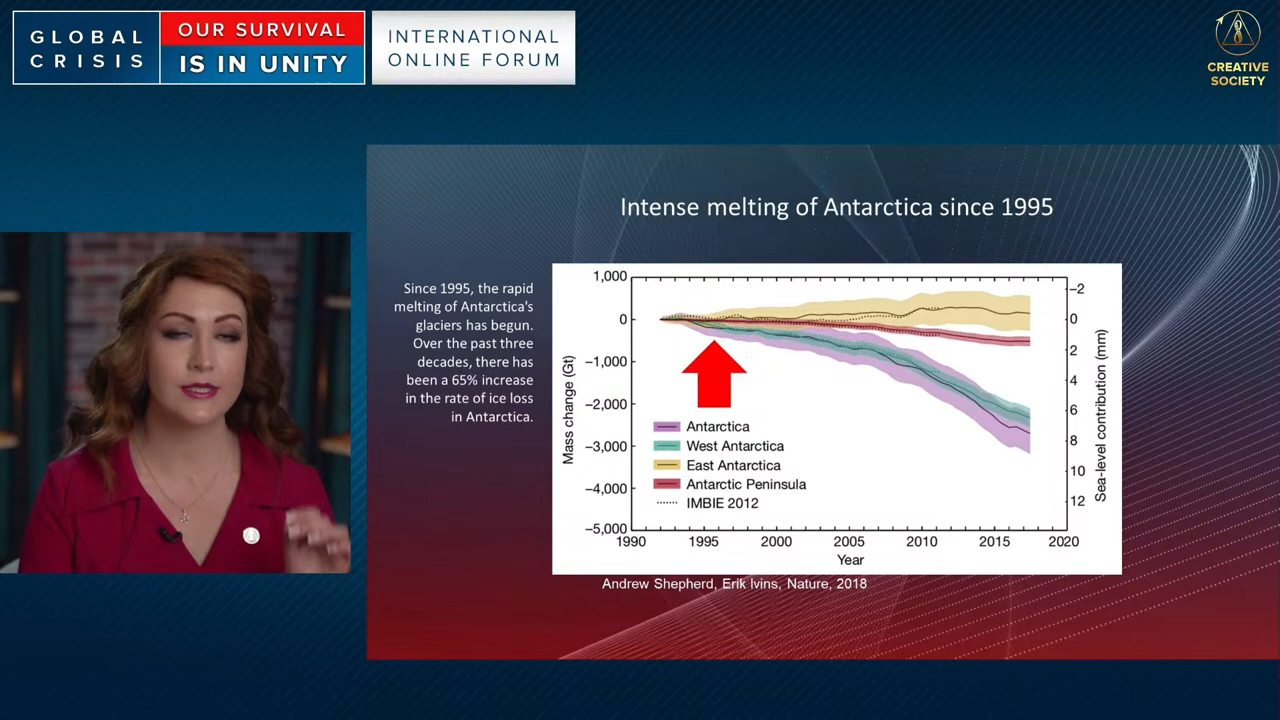 GLOBAL
CRISIS
OUR SURVIVAL
IS IN UNITY
INTERNATIONAL
ONLINE FORUM
CREATIVE
SOCIETY
Intense melting of Antarctica since 1995
Since 1995, the rapid
melting of Antarctica's
glaciers has begun.
Over the past three
decades, there has
been a 65% increase
in the rate of ice loss
in Antarctica.
Mass change (Gt)
1,000
0
−1,000
−2,000
−3,000
−4,000
−5,000
Antarctica
West Antarctica
East Antarctica
Antarctic Peninsula
IMBIE 2012
−2
0
2
4
6
8
10
12
Sea-level contribution (mm)
1990 1995 2000 2005 2010 2015 2020
Year
Andrew Shepherd, Erik Ivins, Nature, 2018